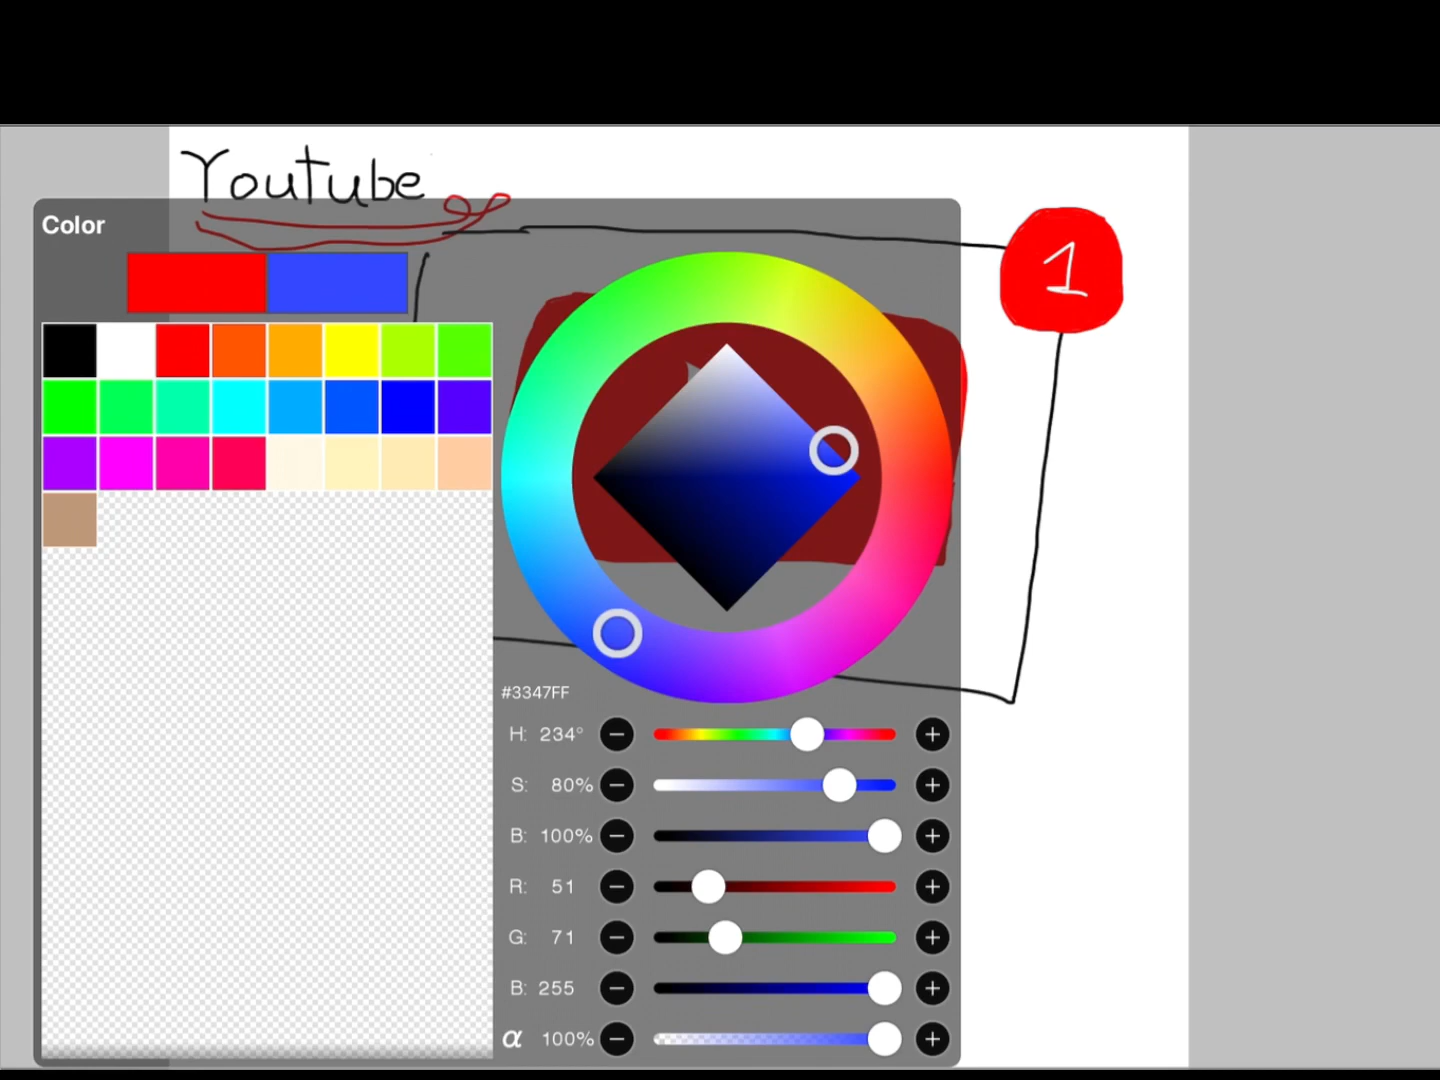 Youtube
Color
1
#3347FF
H: 234°
S: 80%
B: 100%
R: 51
G: 71
B: 255
α 100%